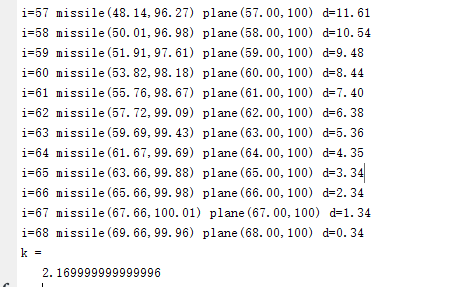 i=57 missile(48.14,96.27) plane(57.00,100) d=11.61
i=58 missile(50.01,96.98) plane(58.00,100) d=10.54
i=59 missile(51.91,97.61) plane(59.00,100) d=9.48
i=60 missile(53.82,98.18) plane(60.00,100) d=8.44
i=61 missile(55.76,98.67) plane(61.00,100) d=7.40
i=62 missile(57.72,99.09) plane(62.00,100) d=6.38
i=63 missile(59.69,99.43) plane(63.00,100) d=5.36
i=64 missile(61.67,99.69) plane(64.00,100) d=4.35
i=65 missile(63.66,99.88) plane(65.00,100) d=3.34
i=66 missile(65.66,99.98) plane(66.00,100) d=2.34
i=67 missile(67.66,100.01) plane(67.00,100) d=1.34
i=68 missile(69.66,99.96) plane(68.00,100) d=0.34
k =
2.169999999999996